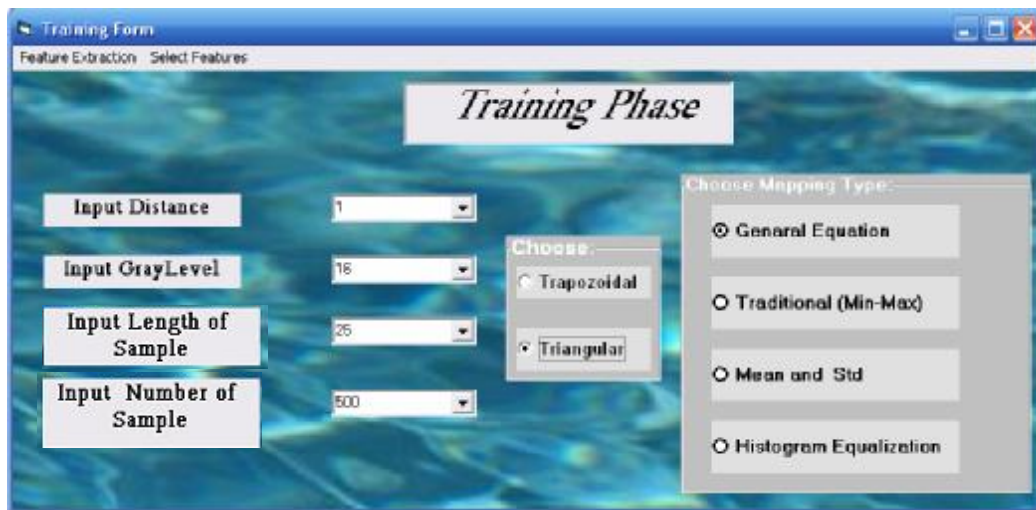 Training Form
Feature Extraction Select Features
Training Phase
Input Distance
1
Input GrayLevel
16
Input Length of
Sample
25
Input Number of
Sample
500
Choose:
Trapozoidal
Triangular
Choose Mapping Type:
Genaral Equation
Traditional (Min-Max)
Mean and Std
Histogram Equalization